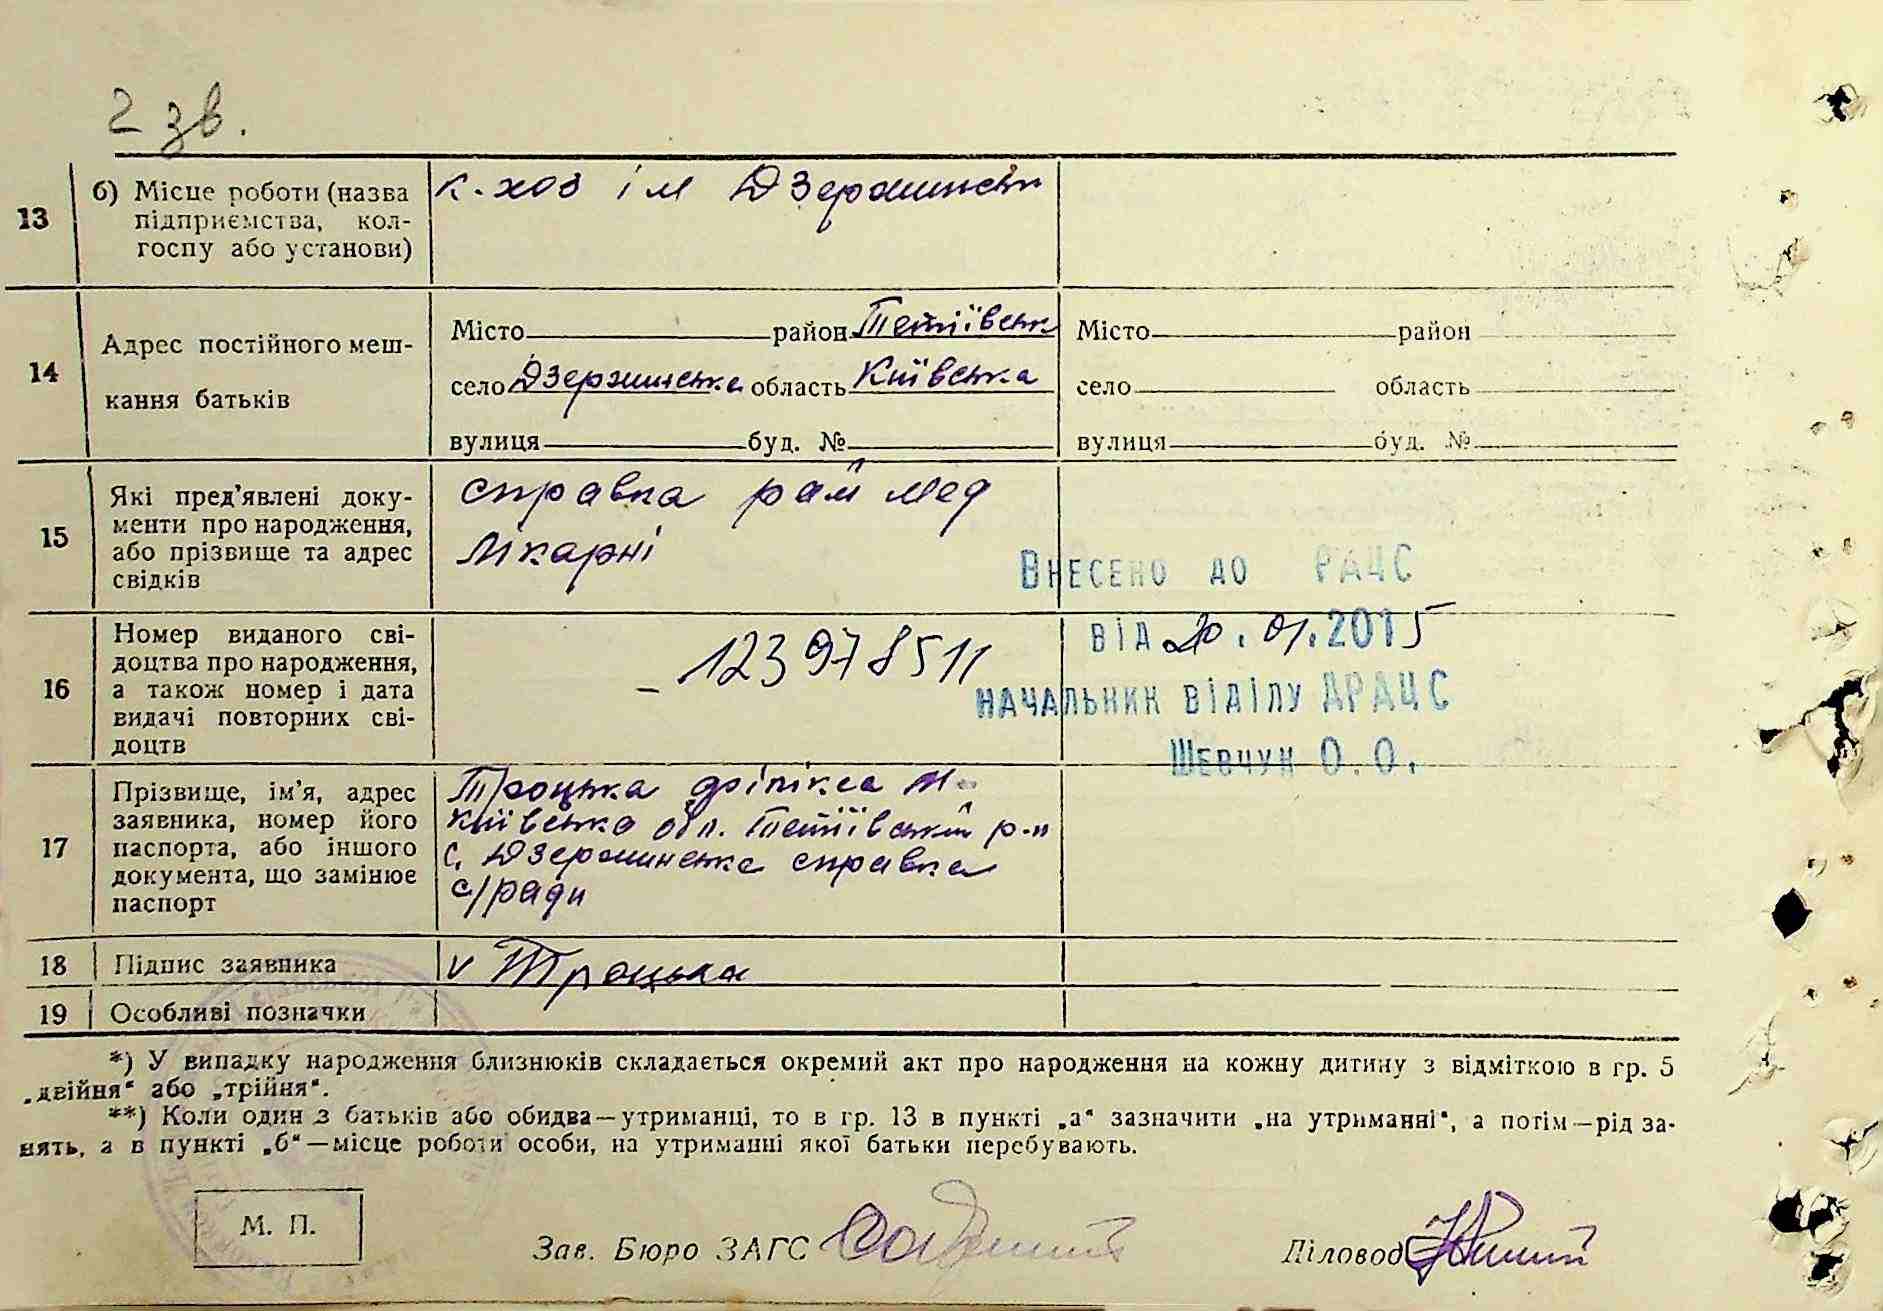 2 зв.
13
б) Місце роботи (назва
підприємства, кол-
госпу або установи)
к-хоз ім Дзержинськ
14
Адрес постійного меш-
кання батьків
Місто район Тетіївськ
село Дзержинська область Київська
вулиця буд. №
Місто район
село область
вулиця буд. №
15
Які пред'явлені доку-
менти про народження,
або прізвище та адрес
свідків
справка рай мед
лікарні
Внесено до РАЦС
від 20.01.2015
начальник відділу ДРАЦС
Шевчук О.О.
16
Номер виданого сві-
доцтва про народження,
а також номер і дата
видачі повторних сві-
доцтв
- 123978511
17
Прізвище, ім'я, адрес
заявника, номер його
паспорта, або іншого
документа, що замінює
паспорт
Троцька
Київська обл. Тетіївський р-н
с. Дзержинська справка
с/ради
18
Підпис заявника
v Троцька
19
Особливі позначки
*) У випадку народження близнюків складається окремий акт про народження на кожну дитину з відміткою в гр. 5
„двійня“ або „трійня“.
**) Коли один з батьків або обидва—утриманці, то в гр. 13 в пункті „а“ зазначити „на утриманні“, а потім—рід за-
нять, а в пункті „б“—місце роботи особи, на утриманні якої батьки перебувають.
М. П.
Зав. Бюро ЗАГС
Діловод